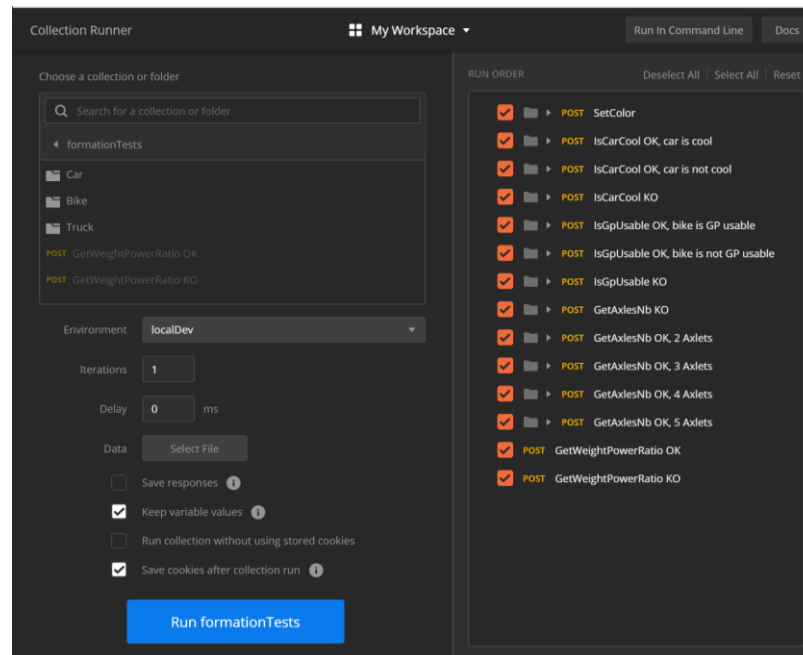 Collection Runner
My Workspace
Run In Command Line
Docs
Choose a collection or folder
Search for a collection or folder
formationTests
Car
Bike
Truck
POST GetWeightPowerRatio OK
POST GetWeightPowerRatio KO
Environment localDev
Iterations 1
Delay 0 ms
Data Select File
Save responses
Keep variable values
Run collection without using stored cookies
Save cookies after collection run
Run formationTests
RUN ORDER
Deselect All Select All Reset
POST SetColor
POST IsCarCool OK, car is cool
POST IsCarCool OK, car is not cool
POST IsCarCool KO
POST IsGpUsable OK, bike is GP usable
POST IsGpUsable OK, bike is not GP usable
POST IsGpUsable KO
POST GetAxlesNb KO
POST GetAxlesNb OK, 2 Axlets
POST GetAxlesNb OK, 3 Axlets
POST GetAxlesNb OK, 4 Axlets
POST GetAxlesNb OK, 5 Axlets
POST GetWeightPowerRatio OK
POST GetWeightPowerRatio KO